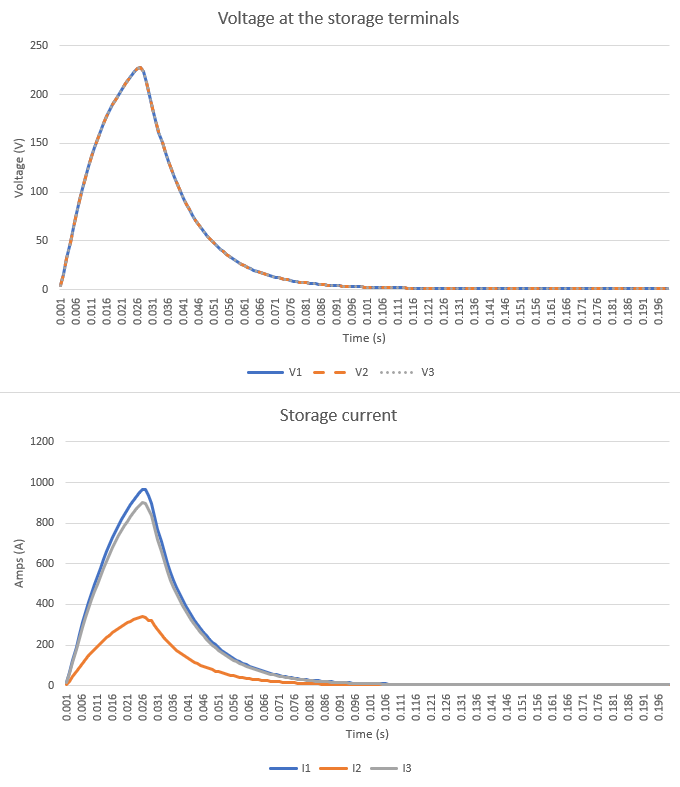 Voltage at the storage terminals
250
200
150
100
50
0
Voltage (V)
0.001 0.006 0.011 0.016 0.021 0.026 0.031 0.036 0.041 0.046 0.051 0.056 0.061 0.066 0.071 0.076 0.081 0.086 0.091 0.096 0.101 0.106 0.111 0.116 0.121 0.126 0.131 0.136 0.141 0.146 0.151 0.156 0.161 0.166 0.171 0.176 0.181 0.186 0.191 0.196
Time (s)
V1 V2 V3
Storage current
1200
1000
800
600
400
200
0
Amps (A)
0.001 0.006 0.011 0.016 0.021 0.026 0.031 0.036 0.041 0.046 0.051 0.056 0.061 0.066 0.071 0.076 0.081 0.086 0.091 0.096 0.101 0.106 0.111 0.116 0.121 0.126 0.131 0.136 0.141 0.146 0.151 0.156 0.161 0.166 0.171 0.176 0.181 0.186 0.191 0.196
Time (s)
I1 I2 I3